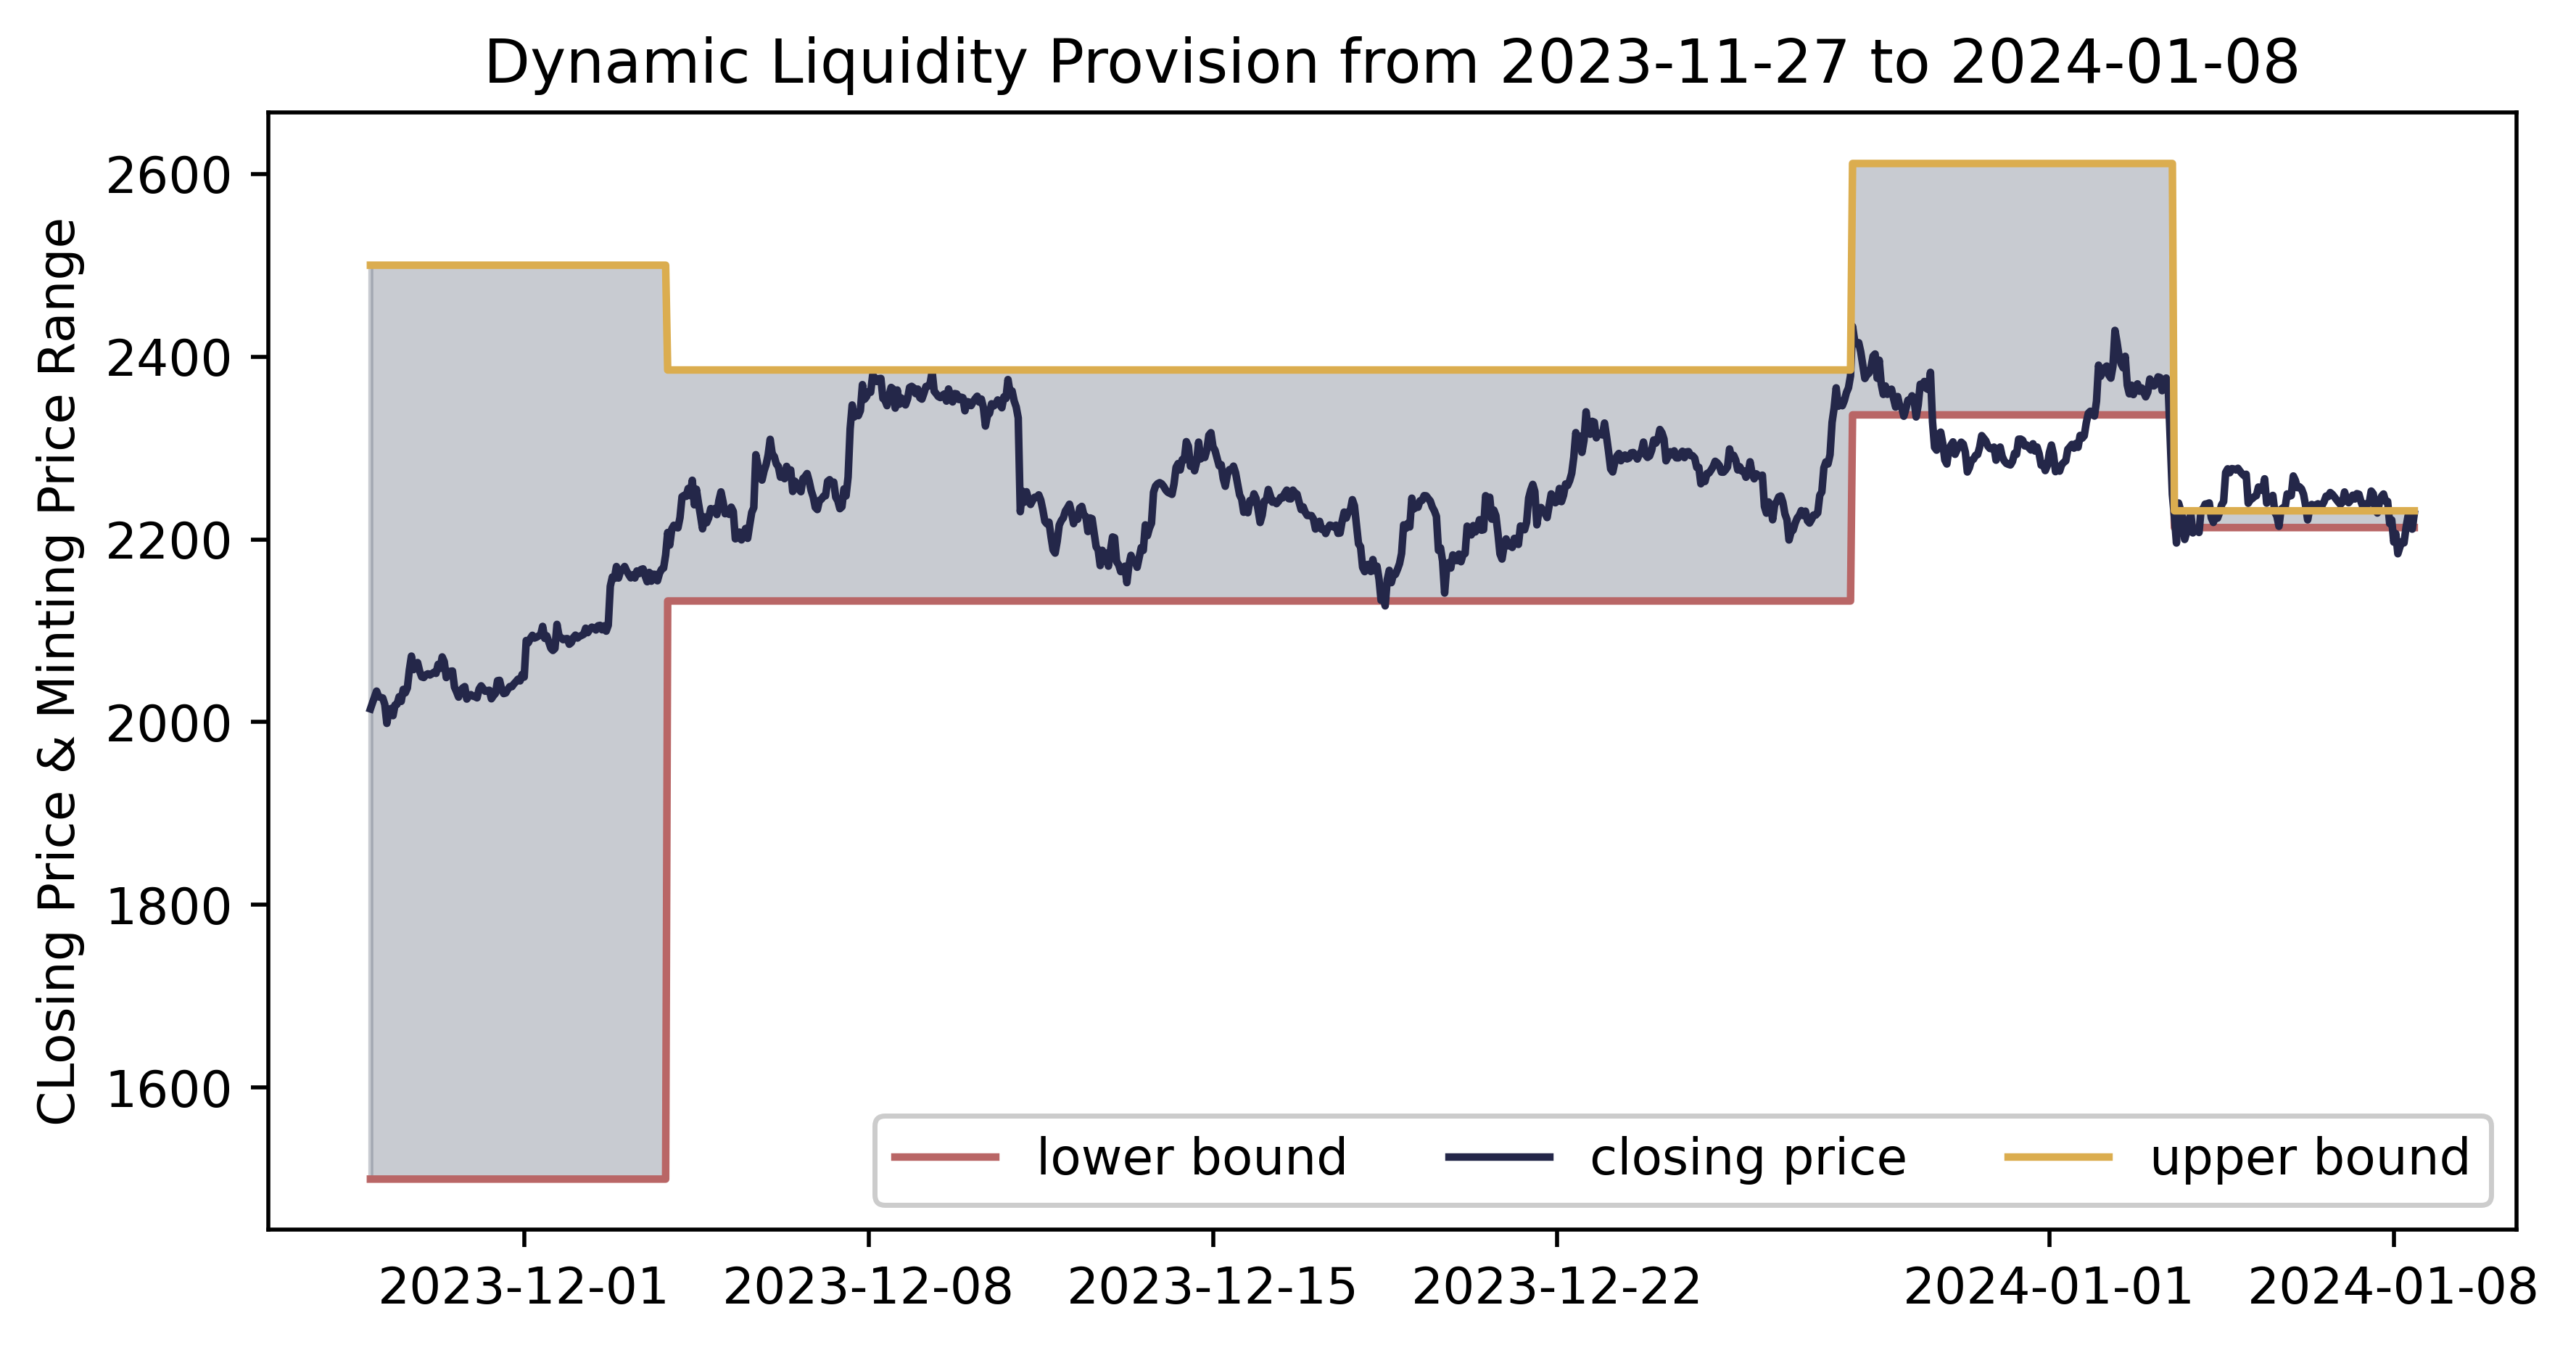 Dynamic Liquidity Provision from 2023-11-27 to 2024-01-08
CLosing Price & Minting Price Range
2600
2400
2200
2000
1800
1600
lower bound
closing price
upper bound
2023-12-01
2023-12-08
2023-12-15
2023-12-22
2024-01-01
2024-01-08